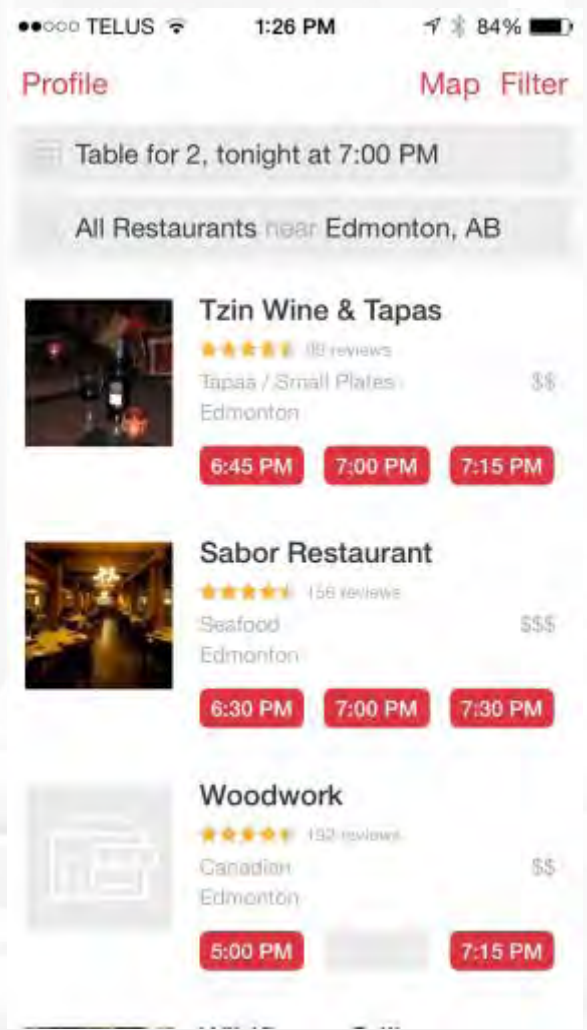 TELUS 1:26 PM 84%
Profile Map Filter
Table for 2, tonight at 7:00 PM
All Restaurants near Edmonton, AB
Tzin Wine & Tapas
reviews
Tapas / Small Plates $$
Edmonton
6:45 PM 7:00 PM 7:15 PM
Sabor Restaurant
156 reviews
Seafood $$$
Edmonton
6:30 PM 7:00 PM 7:30 PM
Woodwork
192 reviews
Canadian $$
Edmonton
5:00 PM 7:15 PM